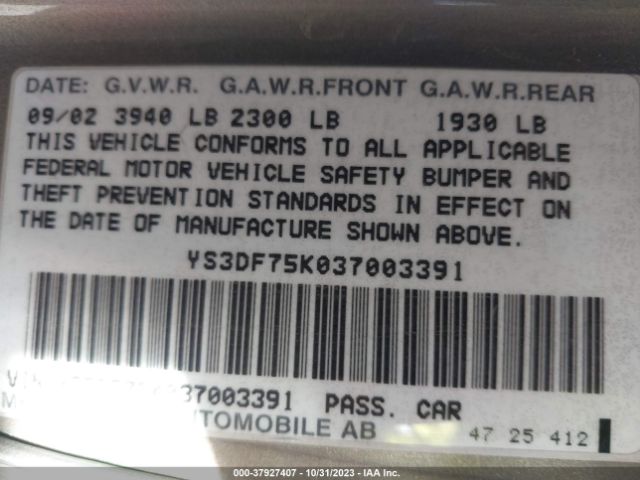 DATE: G.V.W.R. G.A.W.R.FRONT G.A.W.R.REAR
09/02 3940 LB 2300 LB 1930 LB
THIS VEHICLE CONFORMS TO ALL APPLICABLE
FEDERAL MOTOR VEHICLE SAFETY BUMPER AND
THEFT PREVENTION STANDARDS IN EFFECT ON
THE DATE OF MANUFACTURE SHOWN ABOVE.
YS3DF75K037003391
37003391 PASS. CAR
AUTOMOBILE AB 47 25 412
000-37927407 - 10/31/2023 - IAA Inc.